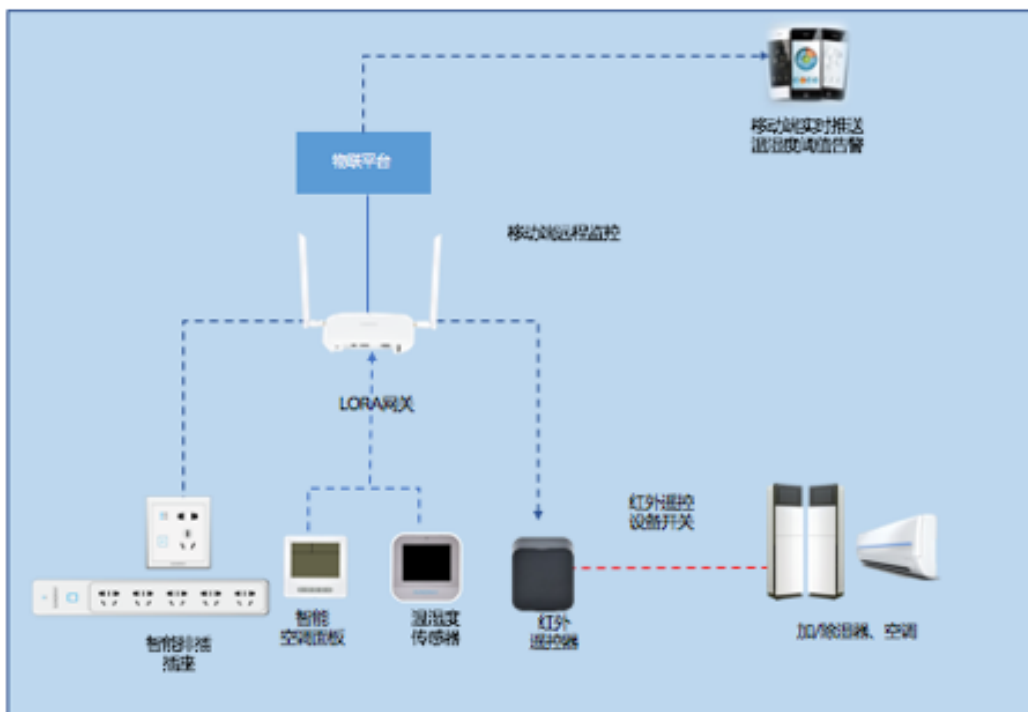 移动端实时推送
温湿度阈值告警
物联平台
移动端远程监控
LORA网关
红外遥控
设备开关
智能
空调面板
温湿度
传感器
红外
遥控器
加/除湿器、空调
智能排插
插座